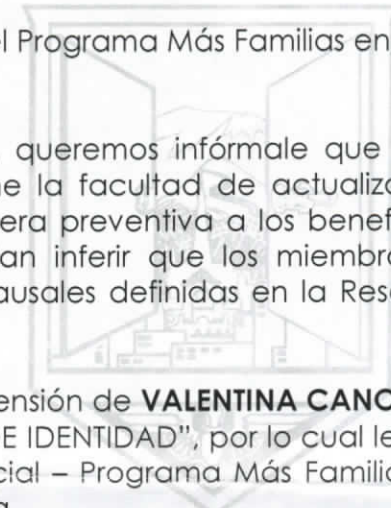 el Programa Más Familias en
queremos infórmale que
la facultad de actualiza
era preventiva a los benef
an inferir que los miembro
ausales definidas en la Res
ensión de VALENTINA CANO
E IDENTIDAD", por lo cual le
cial – Programa Más Familia